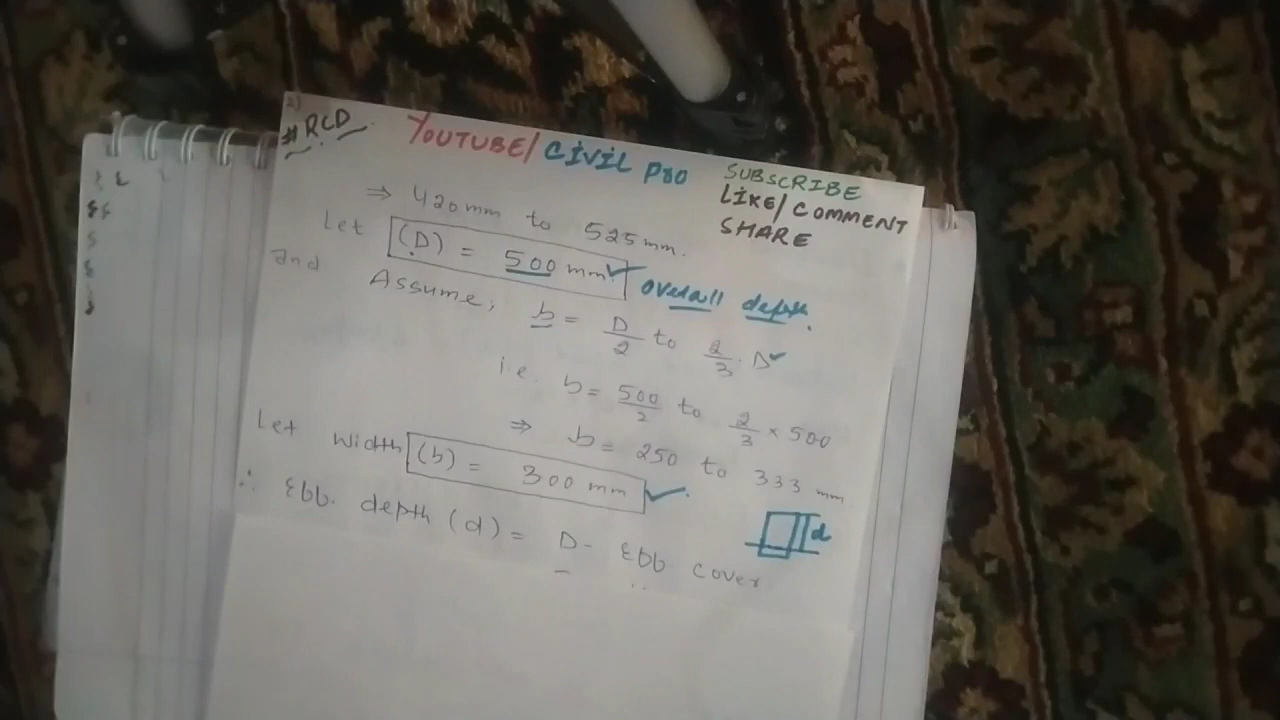 2)
# RCD
YOUTUBE/ CIVIL PRO
SUBSCRIBE
LIKE/COMMENT
SHARE
⇒ 420mm to 525mm.
Let (D) = 500 mm ✓ overall depth.
and Assume, b = D/2 to 2/3 . D ✓
i.e. b = 500/2 to 2/3 × 500
⇒ b = 250 to 333 mm
Let width (b) = 300 mm ✓.
∴ Eff. depth (d) = D - Eff cover
d